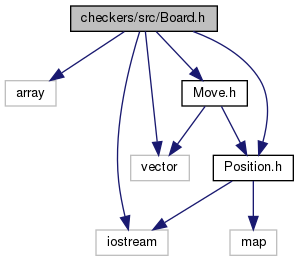 checkers/src/Board.h
array
Move.h
vector
Position.h
iostream
map